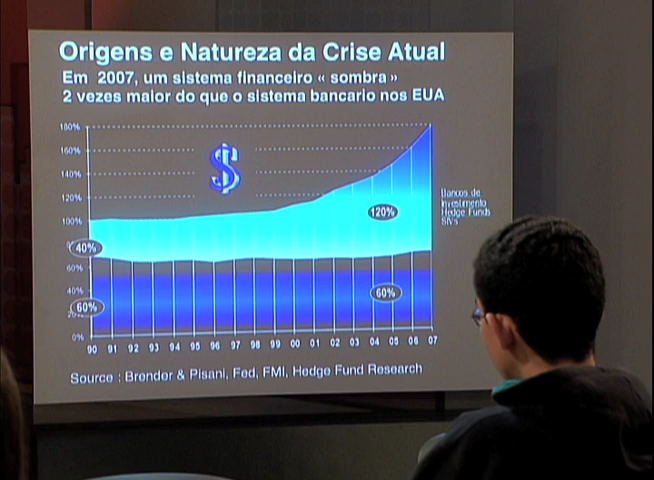 Origens e Natureza da Crise Atual
Em 2007, um sistema financeiro « sombra »
2 vezes maior do que o sistema bancario nos EUA
180%
160%
140%
120%
100%
60%
40%
0%
$
40%
120%
60%
60%
Bancos de
Investimento
Hedge Funds
SIVs
90 91 92 93 94 95 96 97 98 99 00 01 02 03 04 05 06 07
Source : Brender & Pisani, Fed, FMI, Hedge Fund Research